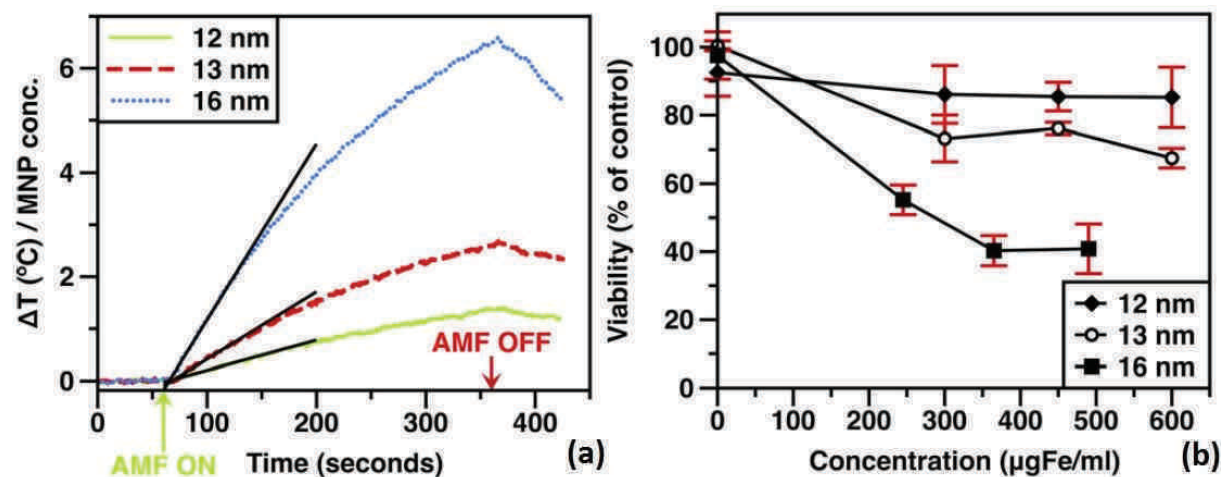 12 nm
13 nm
16 nm
6
4
2
0
ΔT (°C) / MNP conc.
AMF OFF
0
100
200
300
400
AMF ON
Time (seconds)
(a)
100
80
60
40
20
0
Viability (% of control)
12 nm
13 nm
16 nm
0
100
200
300
400
500
600
Concentration (µgFe/ml)
(b)